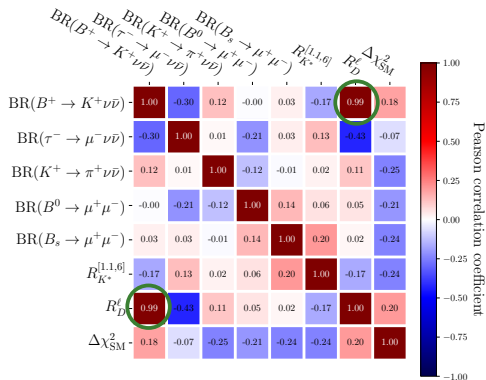 BR(B⁺ → K⁺νν̄)
BR(τ⁻ → μ⁻νν̄)
BR(K⁺ → π⁺νν̄)
BR(B⁰ → μ⁺μ⁻)
BR(Bₛ → μ⁺μ⁻)
R_{K*}^{[1.1,6]}
R_D^ℓ
Δχ²_SM
BR(B⁺ → K⁺νν̄) 1.00 -0.30 0.12 -0.00 0.03 -0.17 0.99 0.18
BR(τ⁻ → μ⁻νν̄) -0.30 1.00 0.01 -0.21 0.03 0.13 -0.43 -0.07
BR(K⁺ → π⁺νν̄) 0.12 0.01 1.00 -0.12 -0.01 0.02 0.11 -0.25
BR(B⁰ → μ⁺μ⁻) -0.00 -0.21 -0.12 1.00 0.14 0.06 0.05 -0.21
BR(Bₛ → μ⁺μ⁻) 0.03 0.03 -0.01 0.14 1.00 0.20 0.02 -0.24
R_{K*}^{[1.1,6]} -0.17 0.13 0.02 0.06 0.20 1.00 -0.17 -0.24
R_D^ℓ 0.99 -0.43 0.11 0.05 0.02 -0.17 1.00 0.20
Δχ²_SM 0.18 -0.07 -0.25 -0.21 -0.24 -0.24 0.20 1.00
1.00
0.75
0.50
0.25
0.00
−0.25
−0.50
−0.75
−1.00
Pearson correlation coefficient